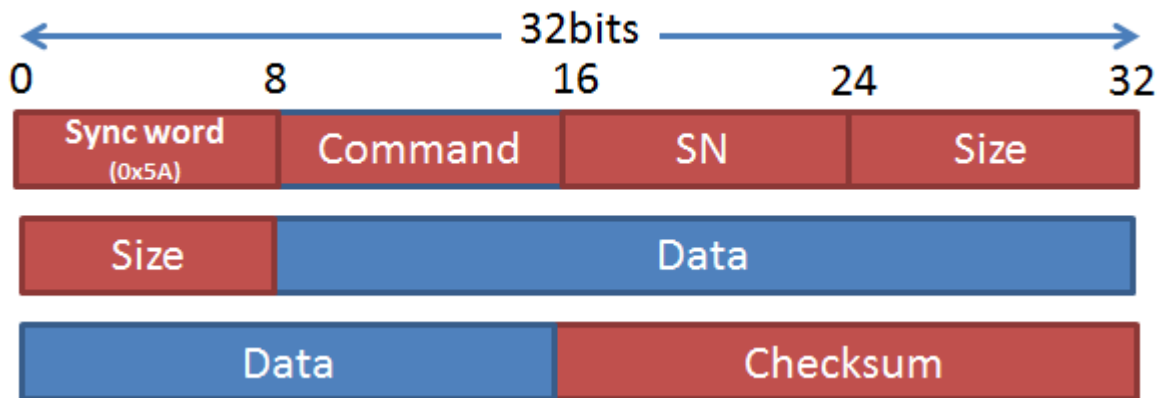 32bits
0 8 16 24 32
Sync word Command SN Size
(0x5A)
Size Data
Data Checksum